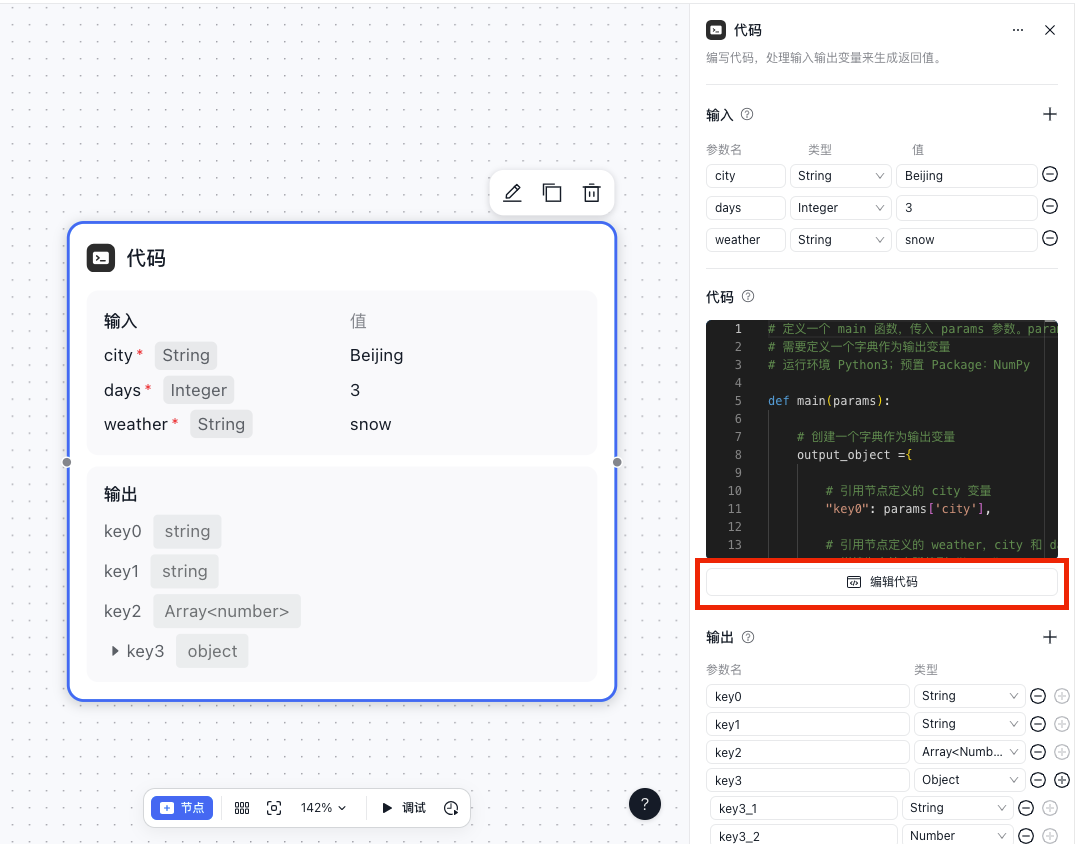 代码
输入
值
city * String
Beijing
days * Integer
3
weather * String
snow
输出
key0 string
key1 string
key2 Array<number>
key3 object
节点
142%
调试
?
代码
编写代码，处理输入输出变量来生成返回值。
输入
参数名 类型 值
city String Beijing
days Integer 3
weather String snow
代码
1 # 定义一个 main 函数，传入 params 参数。para
2 # 需要定义一个字典作为输出变量
3 # 运行环境 Python3；预置 Package：NumPy
4
5 def main(params):
6
7 # 创建一个字典作为输出变量
8 output_object ={
9
10 # 引用节点定义的 city 变量
11 "key0": params['city'],
12
13 # 引用节点定义的 weather，city 和 d
编辑代码
输出
参数名 类型
key0 String
key1 String
key2 Array<Numb...
key3 Object
key3_1 String
key3_2 Number